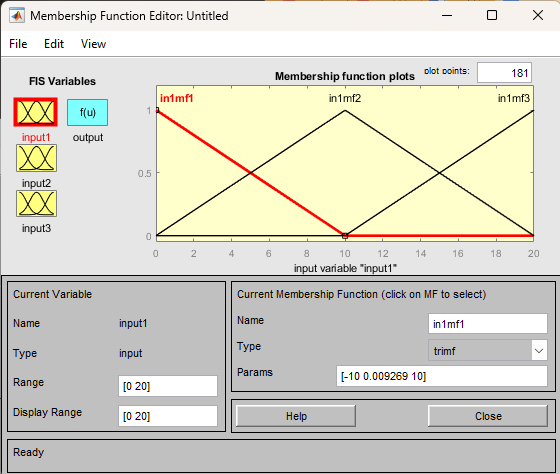 Membership Function Editor: Untitled
File Edit View
FIS Variables
input1
f(u)
output
input2
input3
Membership function plots
plot points:
181
in1mf1 in1mf2 in1mf3
1
0.5
0
0 2 4 6 8 10 12 14 16 18 20
input variable "input1"
Current Variable
Name input1
Type input
Range [0 20]
Display Range [0 20]
Current Membership Function (click on MF to select)
Name in1mf1
Type trimf
Params [-10 0.009269 10]
Help Close
Ready